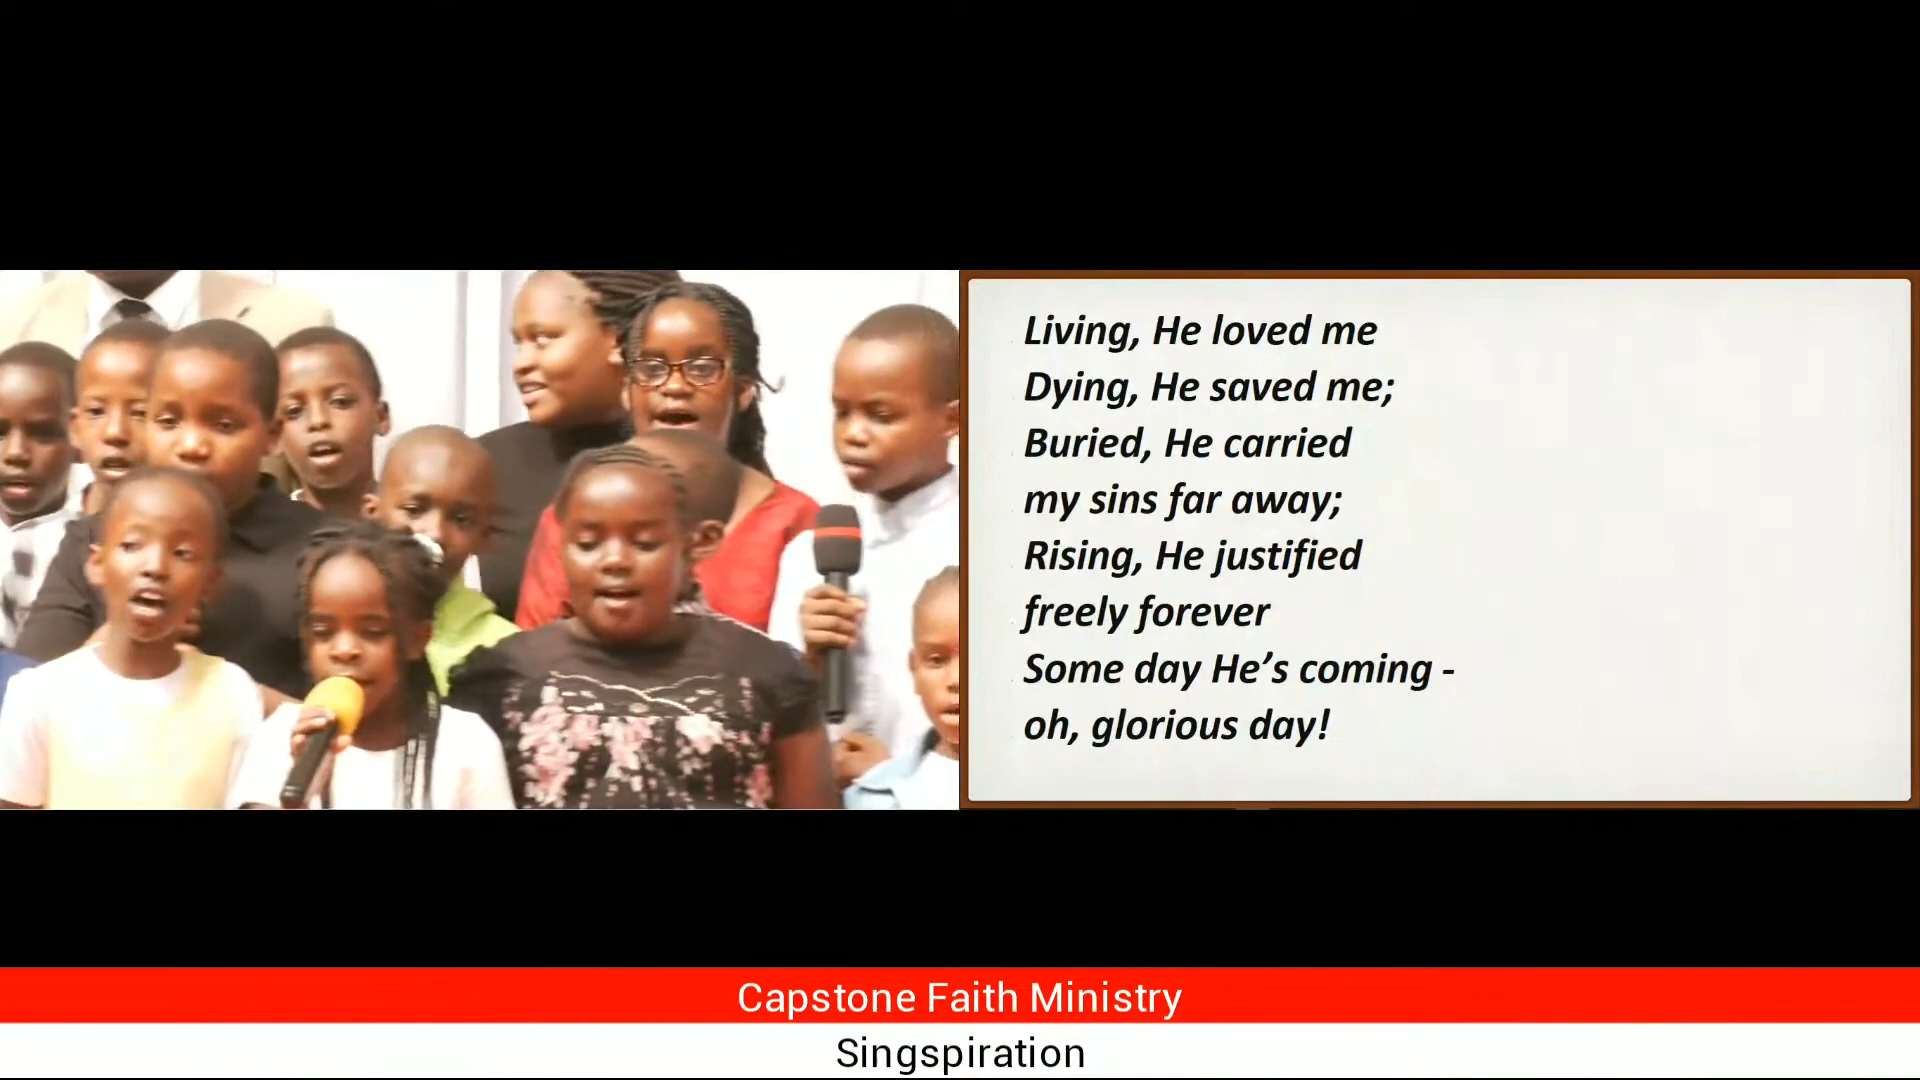 Living, He loved me
Dying, He saved me;
Buried, He carried
my sins far away;
Rising, He justified
freely forever
Some day He’s coming -
oh, glorious day!
Capstone Faith Ministry
Singspiration